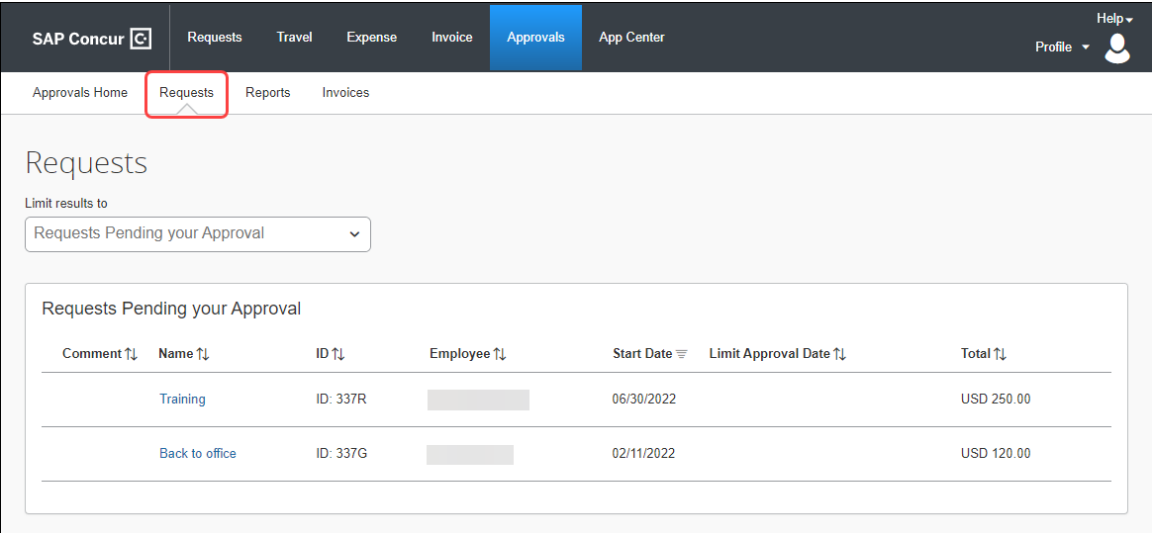 Help
SAP Concur Requests Travel Expense Invoice Approvals App Center Profile
Approvals Home Requests Reports Invoices
Requests
Limit results to
Requests Pending your Approval
Requests Pending your Approval
Comment Name ID Employee Start Date Limit Approval Date Total
Training ID: 337R 06/30/2022 USD 250.00
Back to office ID: 337G 02/11/2022 USD 120.00